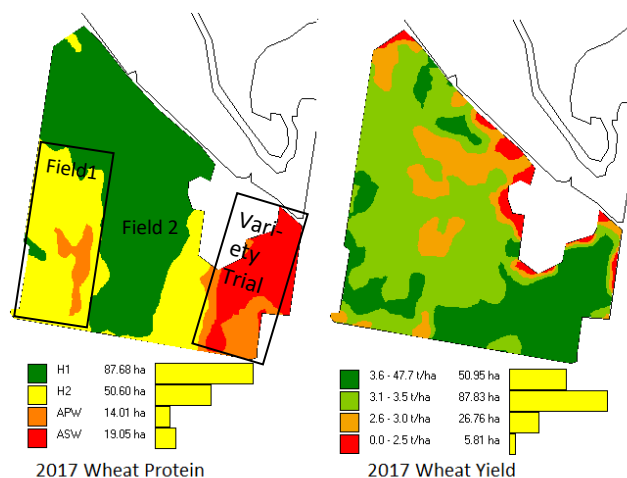 Field1
Field 2
Vari-
ety
Trial
H1 87.68 ha
H2 50.60 ha
APW 14.01 ha
ASW 19.05 ha
2017 Wheat Protein
3.6 - 47.7 t/ha 50.95 ha
3.1 - 3.5 t/ha 87.83 ha
2.6 - 3.0 t/ha 26.76 ha
0.0 - 2.5 t/ha 5.81 ha
2017 Wheat Yield